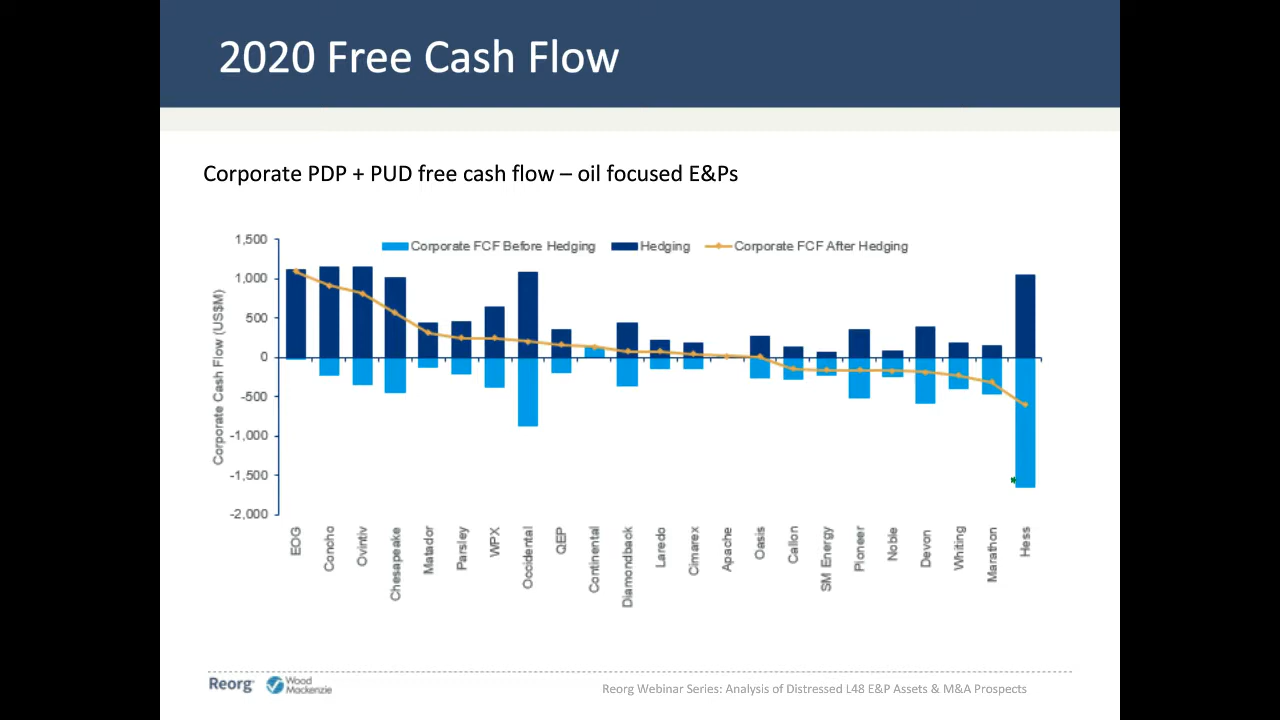 2020 Free Cash Flow
Corporate PDP + PUD free cash flow – oil focused E&Ps
Corporate FCF Before Hedging
Hedging
Corporate FCF After Hedging
Corporate Cash Flow (US$M)
1,500
1,000
500
0
-500
-1,000
-1,500
-2,000
EOG
Concho
Ovintiv
Chesapeake
Matador
Parsley
WPX
Occidental
QEP
Continental
Diamondback
Laredo
Cimarex
Apache
Oasis
Callon
SM Energy
Pioneer
Noble
Devon
Whiting
Marathon
Hess
Reorg
Wood
Mackenzie
Reorg Webinar Series: Analysis of Distressed L48 E&P Assets & M&A Prospects